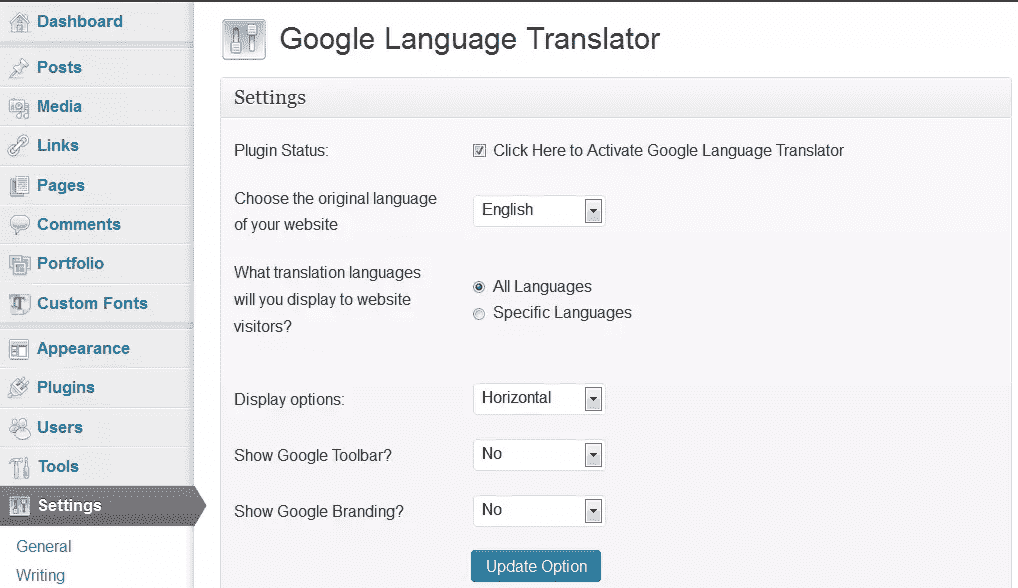 Dashboard
Posts
Media
Links
Pages
Comments
Portfolio
Custom Fonts
Appearance
Plugins
Users
Tools
Settings
General
Writing
Google Language Translator
Settings
Plugin Status:
Click Here to Activate Google Language Translator
Choose the original language
of your website
English
What translation languages
will you display to website
visitors?
All Languages
Specific Languages
Display options:
Horizontal
Show Google Toolbar?
No
Show Google Branding?
No
Update Option